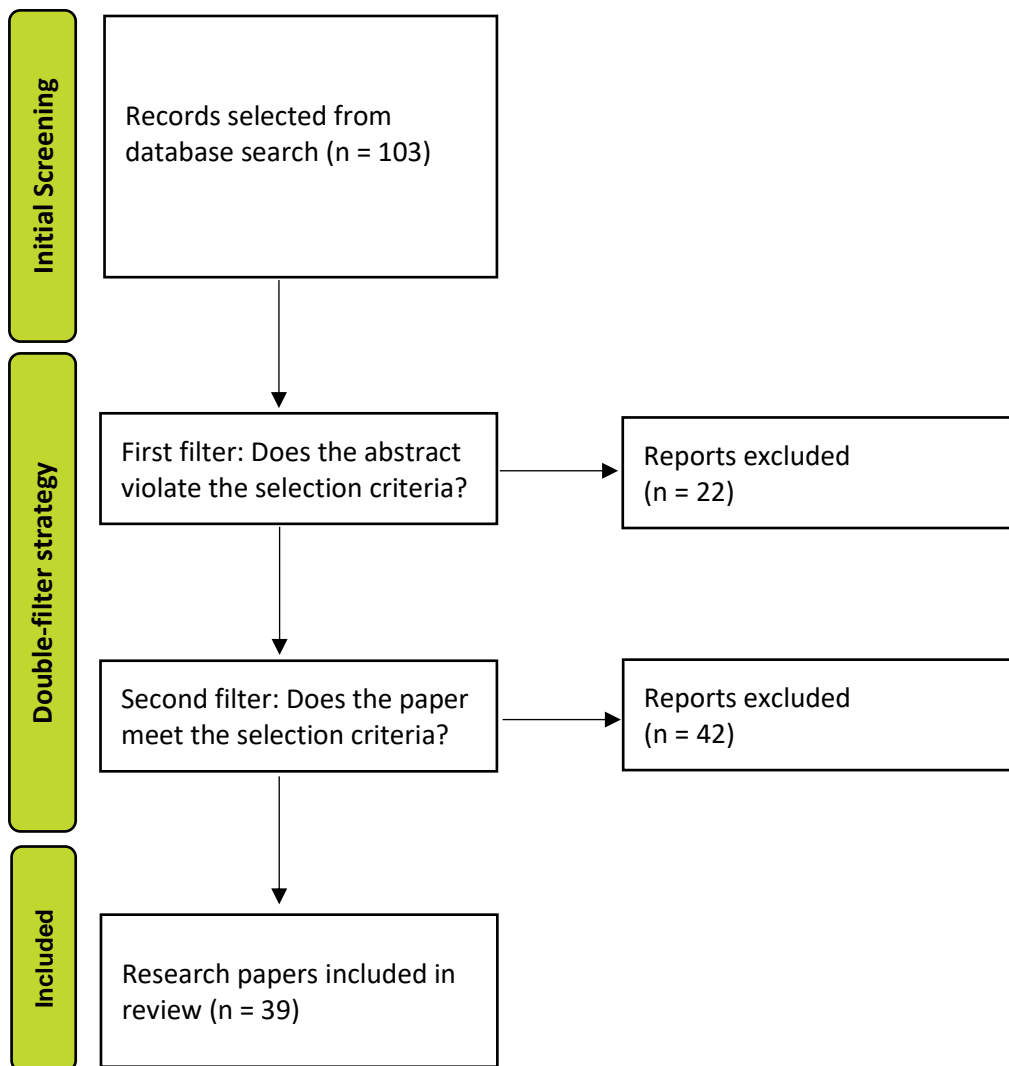 Initial Screening
Records selected from
database search (n = 103)
Double-filter strategy
First filter: Does the abstract
violate the selection criteria?
Reports excluded
(n = 22)
Second filter: Does the paper
meet the selection criteria?
Reports excluded
(n = 42)
Included
Research papers included in
review (n = 39)